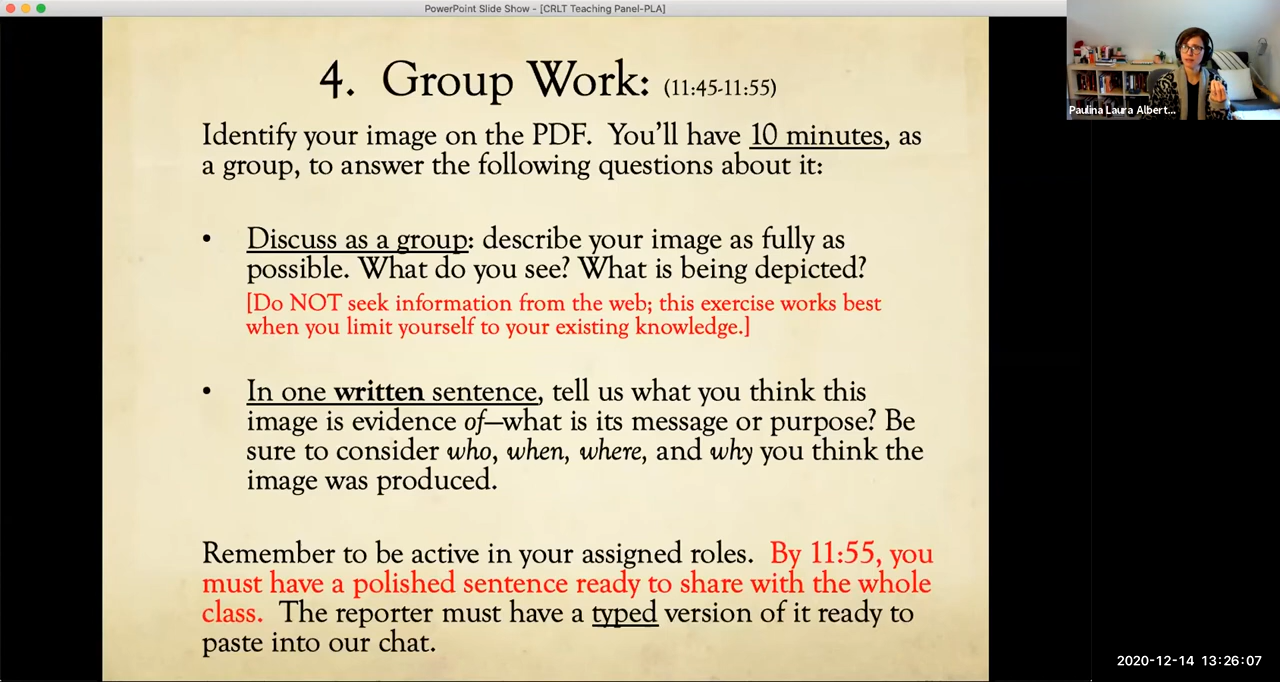 PowerPoint Slide Show - [CRLT Teaching Panel-PLA]
4. Group Work: (11:45-11:55)
Identify your image on the PDF. You'll have 10 minutes, as
a group, to answer the following questions about it:
• Discuss as a group: describe your image as fully as
possible. What do you see? What is being depicted?
[Do NOT seek information from the web; this exercise works best
when you limit yourself to your existing knowledge.]
• In one written sentence, tell us what you think this
image is evidence of—what is its message or purpose? Be
sure to consider who, when, where, and why you think the
image was produced.
Remember to be active in your assigned roles. By 11:55, you
must have a polished sentence ready to share with the whole
class. The reporter must have a typed version of it ready to
paste into our chat.
Paulina Laura Albert...
2020-12-14 13:26:07